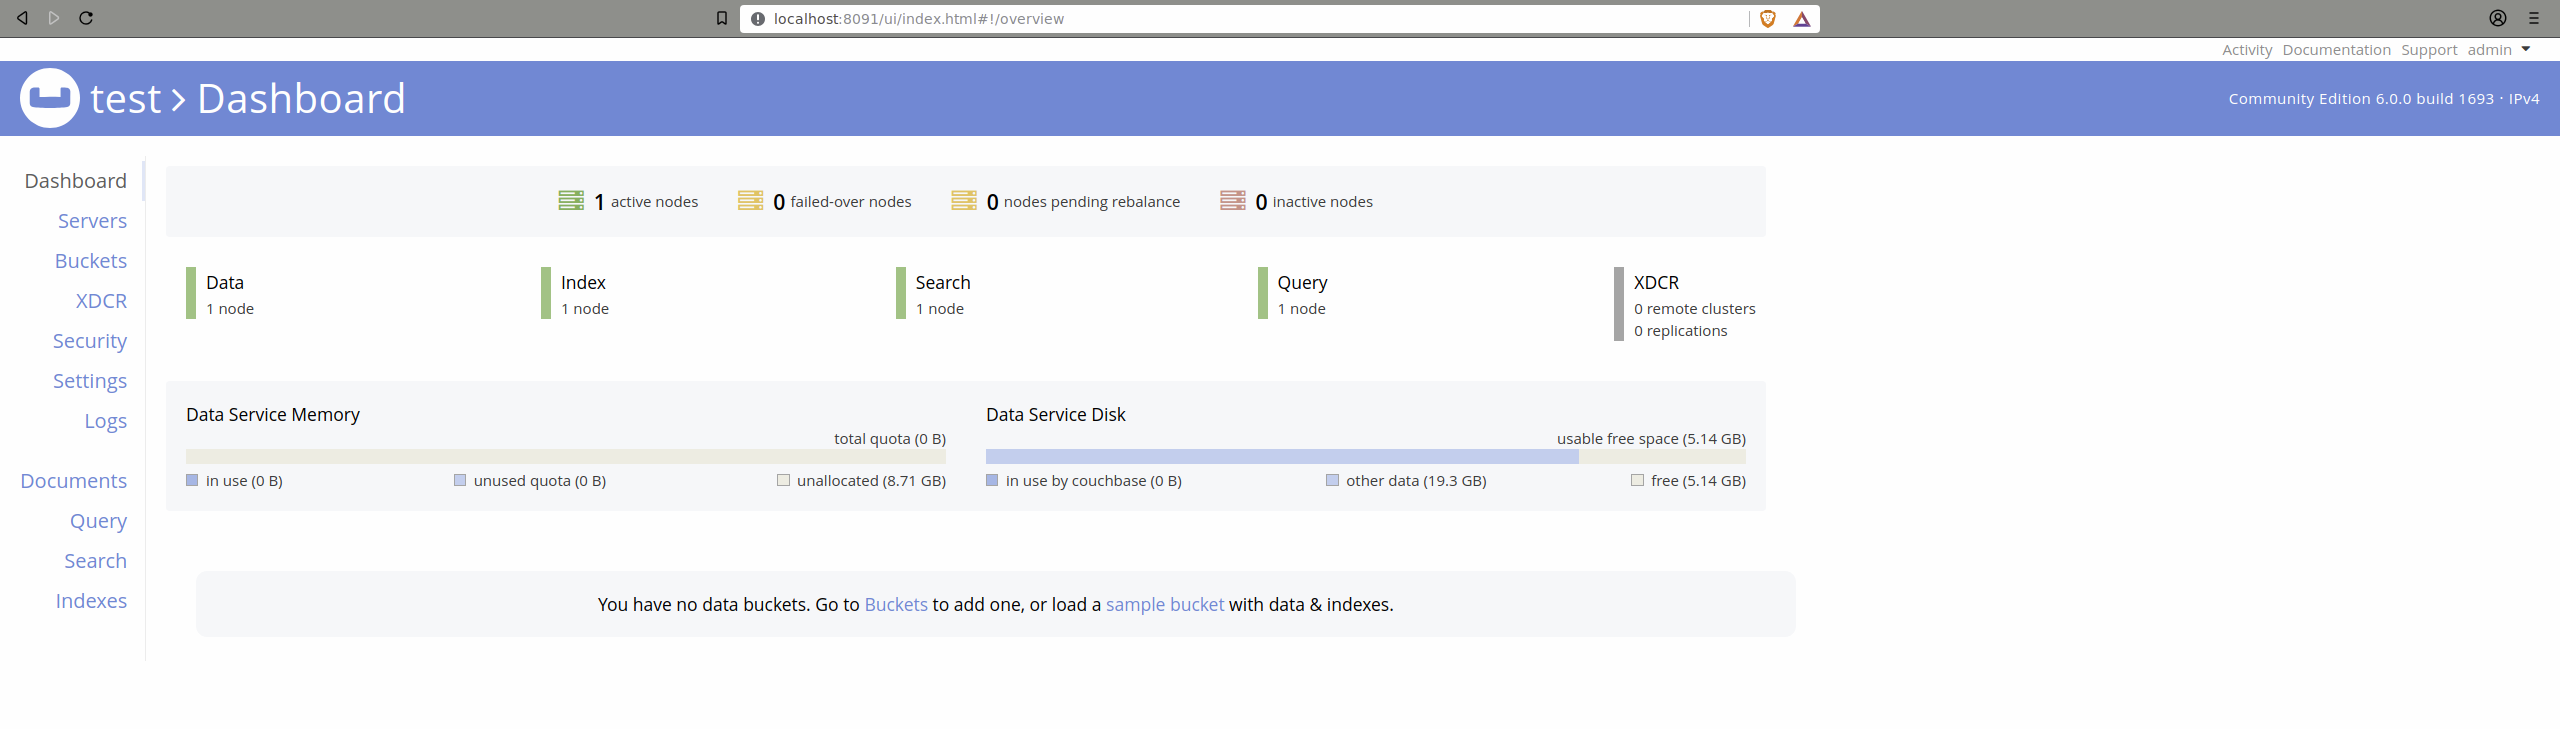 localhost:8091/ui/index.html#!/overview
Activity Documentation Support admin
test > Dashboard
Community Edition 6.0.0 build 1693 · IPv4
Dashboard
Servers
Buckets
XDCR
Security
Settings
Logs
Documents
Query
Search
Indexes
1 active nodes 0 failed-over nodes 0 nodes pending rebalance 0 inactive nodes
Data
1 node
Index
1 node
Search
1 node
Query
1 node
XDCR
0 remote clusters
0 replications
Data Service Memory
total quota (0 B)
in use (0 B) unused quota (0 B) unallocated (8.71 GB)
Data Service Disk
usable free space (5.14 GB)
in use by couchbase (0 B) other data (19.3 GB) free (5.14 GB)
You have no data buckets. Go to Buckets to add one, or load a sample bucket with data & indexes.